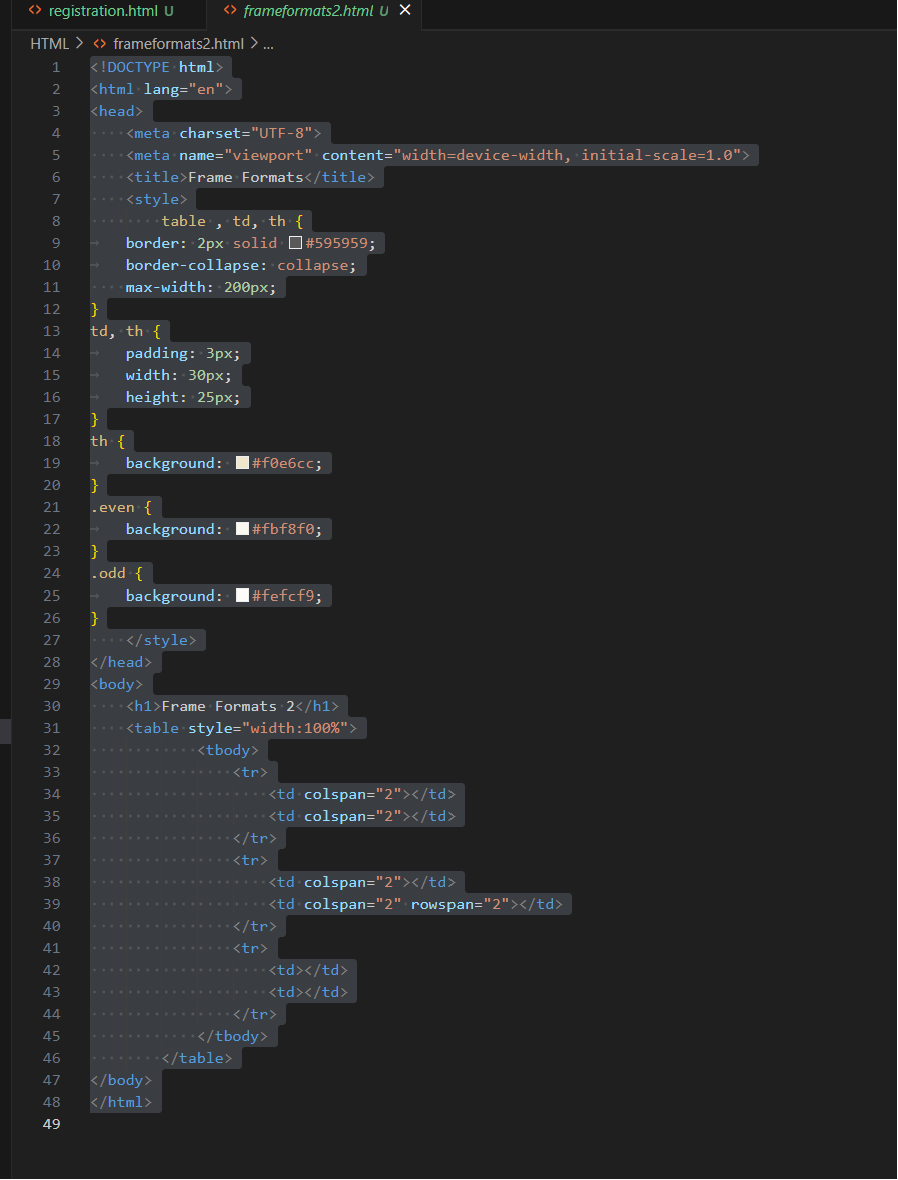 registration.html U
frameformats2.html U
HTML > frameformats2.html > ...
1 <!DOCTYPE html>
2 <html lang="en">
3 <head>
4     <meta charset="UTF-8">
5     <meta name="viewport" content="width=device-width, initial-scale=1.0">
6     <title>Frame Formats</title>
7     <style>
8         table , td, th {
9     border: 2px solid #595959;
10     border-collapse: collapse;
11     max-width: 200px;
12 }
13 td, th {
14     padding: 3px;
15     width: 30px;
16     height: 25px;
17 }
18 th {
19     background: #f0e6cc;
20 }
21 .even {
22     background: #fbf8f0;
23 }
24 .odd {
25     background: #fefcf9;
26 }
27     </style>
28 </head>
29 <body>
30     <h1>Frame Formats 2</h1>
31     <table style="width:100%">
32             <tbody>
33                 <tr>
34                     <td colspan="2"></td>
35                     <td colspan="2"></td>
36                 </tr>
37                 <tr>
38                     <td colspan="2"></td>
39                     <td colspan="2" rowspan="2"></td>
40                 </tr>
41                 <tr>
42                     <td></td>
43                     <td></td>
44                 </tr>
45             </tbody>
46         </table>
47 </body>
48 </html>
49